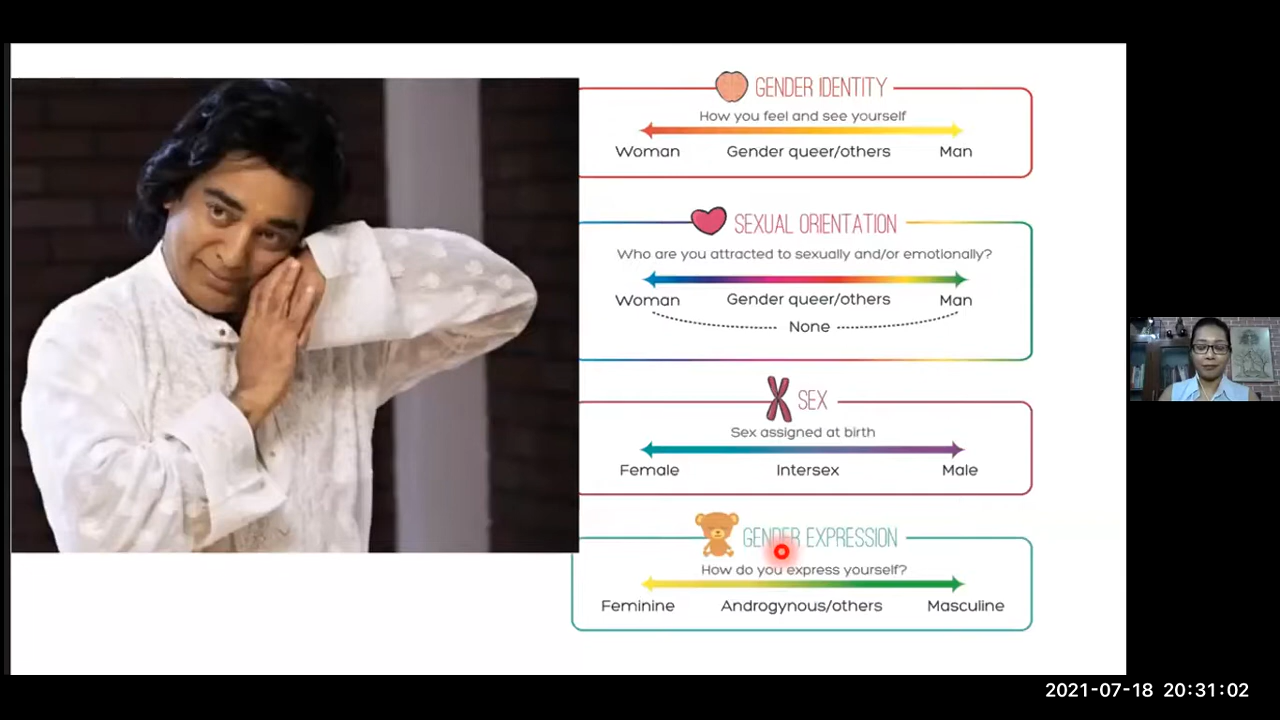 GENDER IDENTITY
How you feel and see yourself
Woman Gender queer/others Man
SEXUAL ORIENTATION
Who are you attracted to sexually and/or emotionally?
Woman Gender queer/others Man
None
SEX
Sex assigned at birth
Female Intersex Male
GENDER EXPRESSION
How do you express yourself?
Feminine Androgynous/others Masculine
2021-07-18 20:31:02